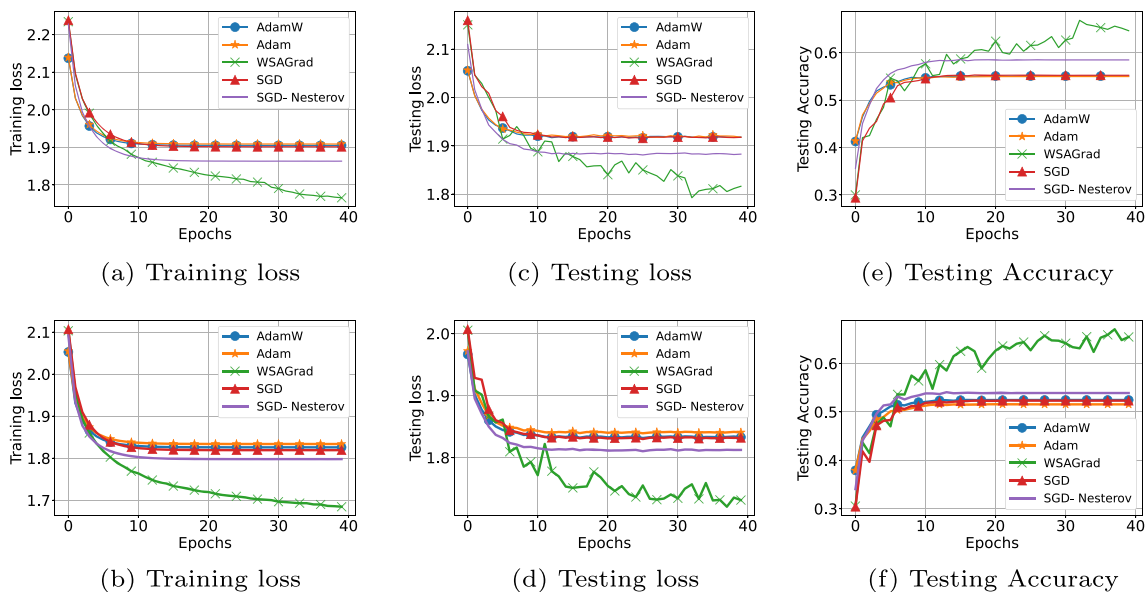 2.2
2.1
2.0
1.9
1.8
Training loss
0
10
20
30
40
Epochs
AdamW
Adam
WSAGrad
SGD
SGD- Nesterov
(a) Training loss
2.1
2.0
1.9
1.8
Testing loss
0
10
20
30
40
Epochs
AdamW
Adam
WSAGrad
SGD
SGD- Nesterov
(c) Testing loss
0.6
0.5
0.4
0.3
Testing Accuracy
0
10
20
30
40
Epochs
AdamW
Adam
WSAGrad
SGD
SGD- Nesterov
(e) Testing Accuracy
2.1
2.0
1.9
1.8
1.7
Training loss
0
10
20
30
40
Epochs
AdamW
Adam
WSAGrad
SGD
SGD- Nesterov
(b) Training loss
2.0
1.9
1.8
Testing loss
0
10
20
30
40
Epochs
AdamW
Adam
WSAGrad
SGD
SGD- Nesterov
(d) Testing loss
0.6
0.5
0.4
0.3
Testing Accuracy
0
10
20
30
40
Epochs
AdamW
Adam
WSAGrad
SGD
SGD- Nesterov
(f) Testing Accuracy